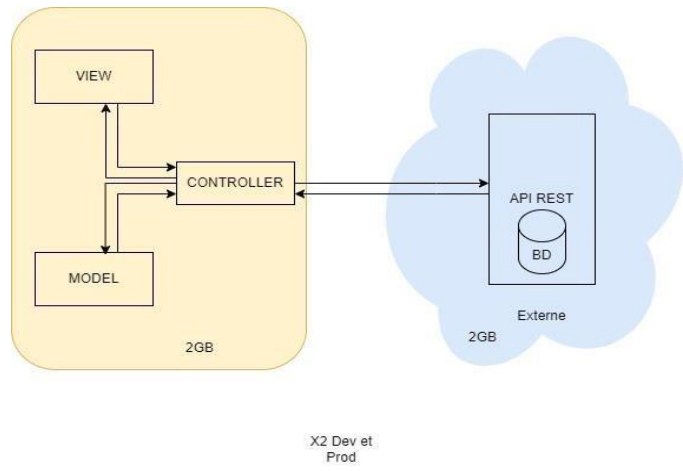 VIEW
CONTROLLER
MODEL
2GB
API REST
BD
Externe
2GB
X2 Dev et
Prod